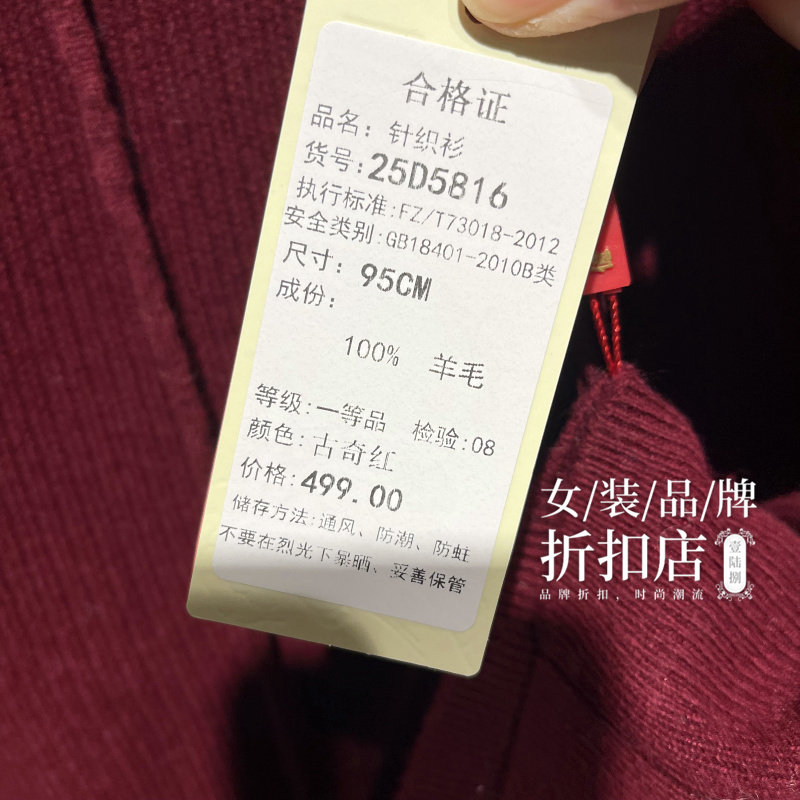 合格证
品名：针织衫
货号:25D5816
执行标准:FZ/T73018-2012
安全类别:GB18401-2010B类
尺寸：95CM
成份：
100% 羊毛
等级:一等品 检验:08
颜色:古奇红
价格:499.00
储存方法:通风、防潮、防蛀
不要在烈光下暴晒、妥善保管
女/装/品/牌
折扣店
壹陆捌
品牌折扣，时尚潮流